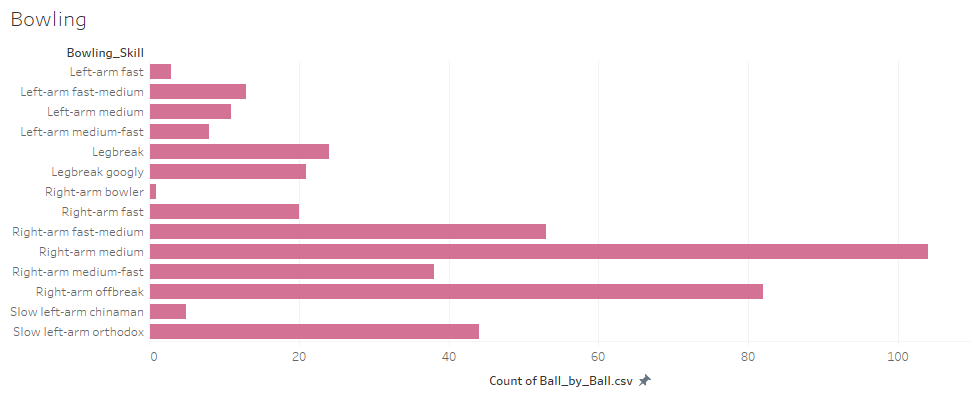 Bowling
Bowling_Skill
Left-arm fast
Left-arm fast-medium
Left-arm medium
Left-arm medium-fast
Legbreak
Legbreak googly
Right-arm bowler
Right-arm fast
Right-arm fast-medium
Right-arm medium
Right-arm medium-fast
Right-arm offbreak
Slow left-arm chinaman
Slow left-arm orthodox
0 20 40 60 80 100
Count of Ball_by_Ball.csv